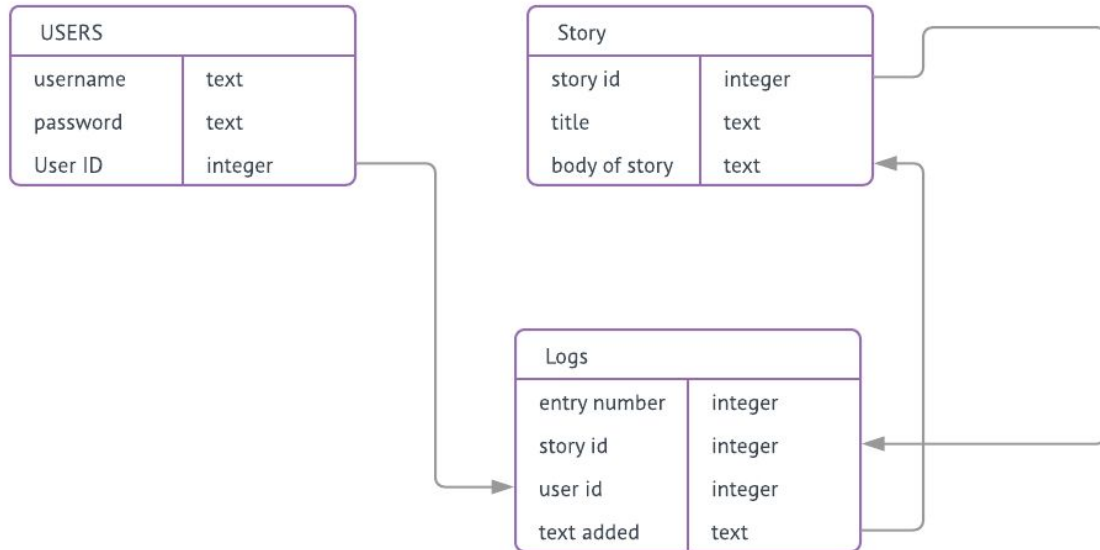 USERS
username text
password text
User ID integer
Story
story id integer
title text
body of story text
Logs
entry number integer
story id integer
user id integer
text added text